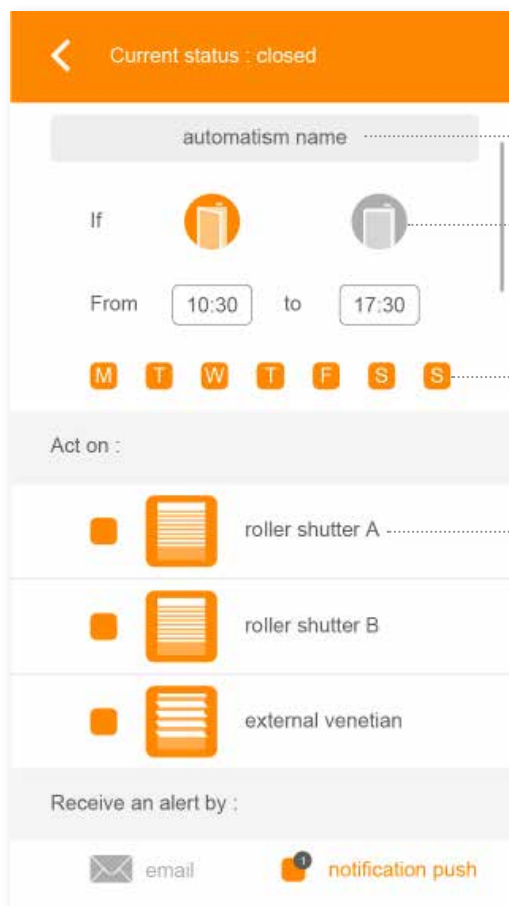 Current status : closed
automatism name
If
From 10:30 to 17:30
M T W T F S S
Act on :
roller shutter A
roller shutter B
external venetian
Receive an alert by :
email 1 notification push